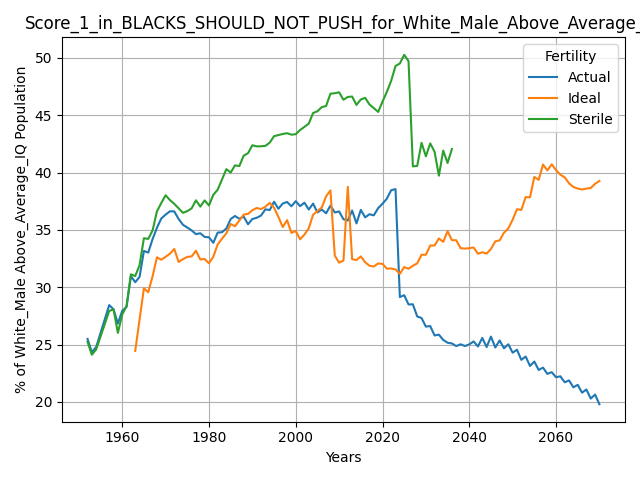 Score_1_in_BLACKS_SHOULD_NOT_PUSH_for_White_Male_Above_Average_
% of White_Male Above_Average_IQ Population
50
45
40
35
30
25
20
Fertility
Actual
Ideal
Sterile
1960 1980 2000 2020 2040 2060
Years